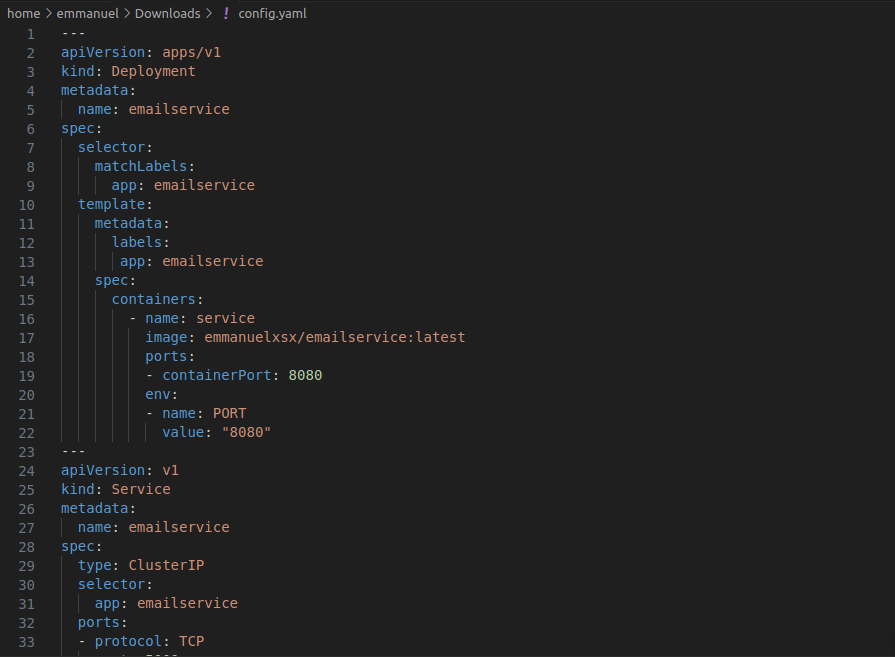 home > emmanuel > Downloads > ! config.yaml
1 ---
2 apiVersion: apps/v1
3 kind: Deployment
4 metadata:
5   name: emailservice
6 spec:
7   selector:
8     matchLabels:
9       app: emailservice
10   template:
11     metadata:
12       labels:
13        app: emailservice
14     spec:
15       containers:
16         - name: service
17           image: emmanuelxsx/emailservice:latest
18           ports:
19           - containerPort: 8080
20           env:
21           - name: PORT
22             value: "8080"
23 ---
24 apiVersion: v1
25 kind: Service
26 metadata:
27   name: emailservice
28 spec:
29   type: ClusterIP
30   selector:
31     app: emailservice
32   ports:
33   - protocol: TCP